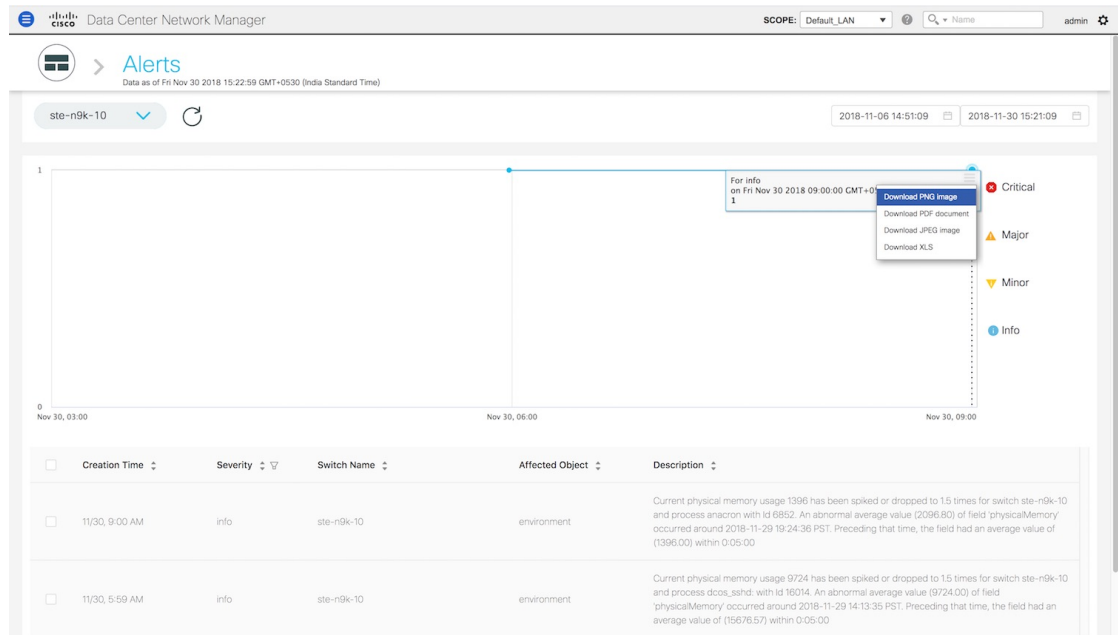 cisco Data Center Network Manager
SCOPE: Default_LAN
Name
admin
Alerts
Data as of Fri Nov 30 2018 15:22:59 GMT+0530 (India Standard Time)
ste-n9k-10
2018-11-06 14:51:09
2018-11-30 15:21:09
1
For info
on Fri Nov 30 2018 09:00:00 GMT+0
1
Download PNG image
Download PDF document
Download JPEG image
Download XLS
Critical
Major
Minor
Info
0
Nov 30, 03:00
Nov 30, 06:00
Nov 30, 09:00
Creation Time Severity Switch Name Affected Object Description
11/30, 9:00 AM info ste-n9k-10 environment
Current physical memory usage 1396 has been spiked or dropped to 1.5 times for switch ste-n9k-10
and process anacron with Id 6852. An abnormal average value (2096.80) of field 'physicalMemory'
occurred around 2018-11-29 19:24:36 PST. Preceding that time, the field had an average value of
(1396.00) within 0:05:00
11/30, 5:59 AM info ste-n9k-10 environment
Current physical memory usage 9724 has been spiked or dropped to 1.5 times for switch ste-n9k-10
and process dcos_sshd: with Id 16014. An abnormal average value (9724.00) of field
'physicalMemory' occurred around 2018-11-29 14:13:35 PST. Preceding that time, the field had an
average value of (15676.57) within 0:05:00